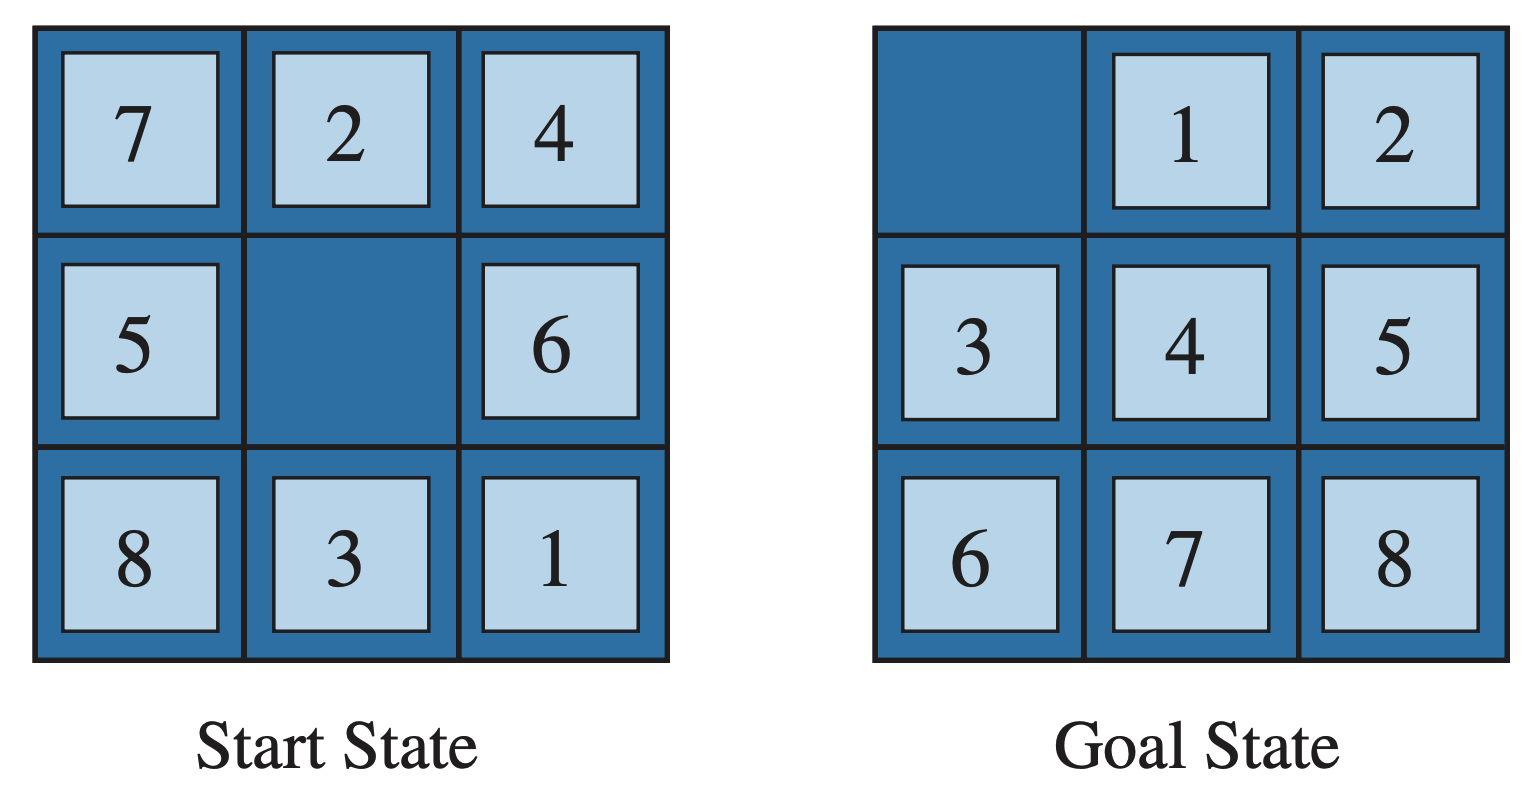 7 2 4
5 6
8 3 1
Start State
1 2
3 4 5
6 7 8
Goal State